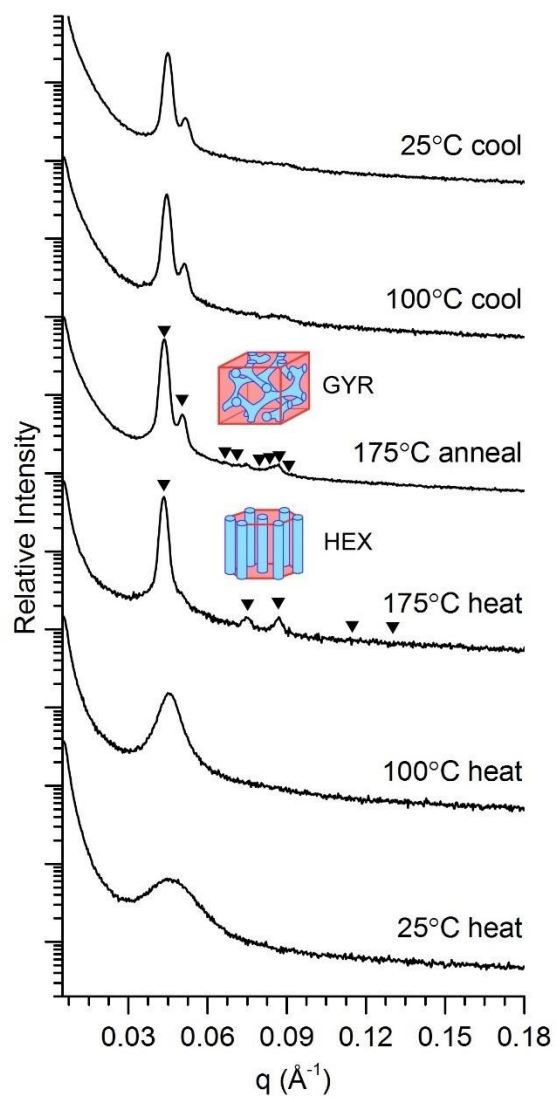 25°C cool
100°C cool
GYR
175°C anneal
HEX
175°C heat
100°C heat
25°C heat
Relative Intensity
0.03 0.06 0.09 0.12 0.15 0.18
q (Å-1)